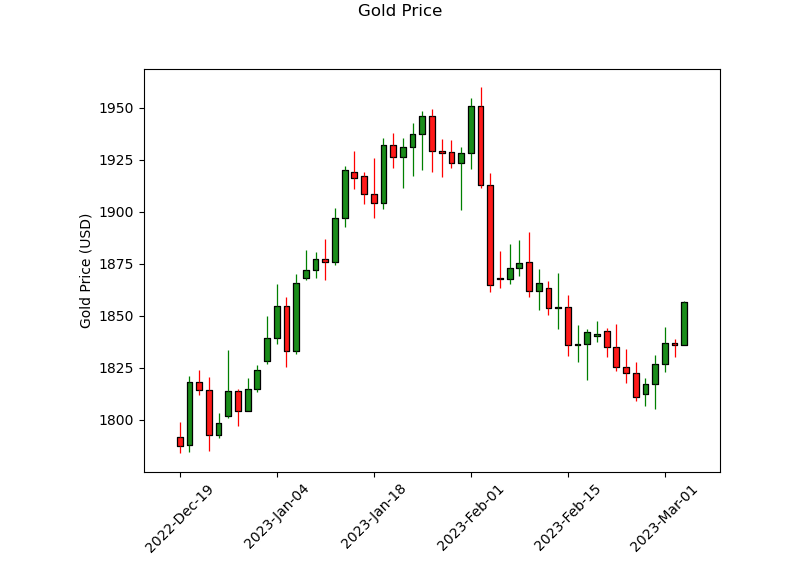 Gold Price
Gold Price (USD)
1950
1925
1900
1875
1850
1825
1800
2022-Dec-19
2023-Jan-04
2023-Jan-18
2023-Feb-01
2023-Feb-15
2023-Mar-01